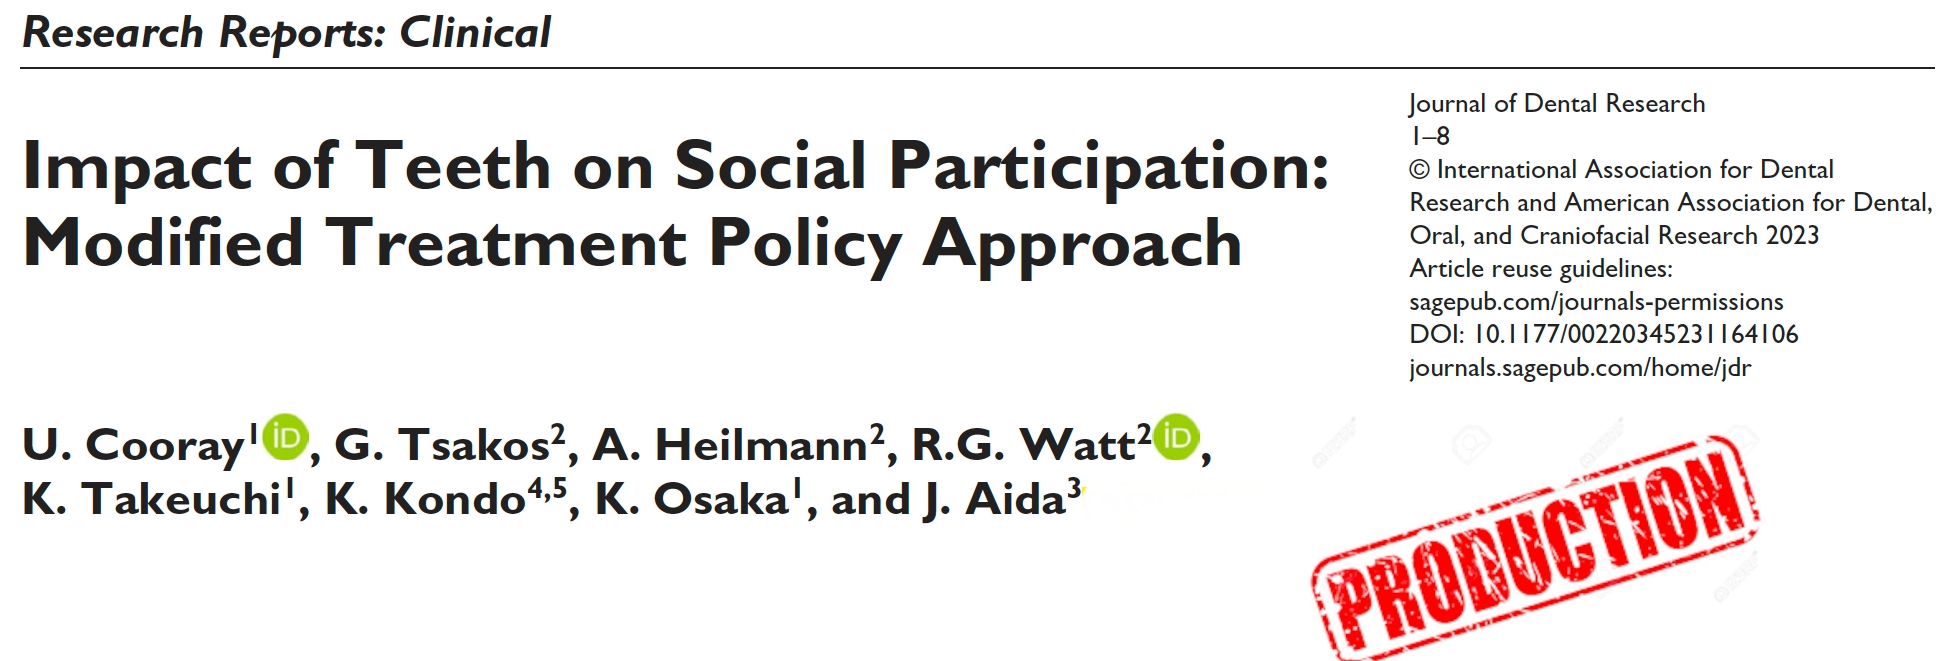 Research Reports: Clinical
Impact of Teeth on Social Participation:
Modified Treatment Policy Approach
Journal of Dental Research
1–8
© International Association for Dental
Research and American Association for Dental,
Oral, and Craniofacial Research 2023
Article reuse guidelines:
sagepub.com/journals-permissions
DOI: 10.1177/00220345231164106
journals.sagepub.com/home/jdr
U. Cooray1 iD, G. Tsakos2, A. Heilmann2, R.G. Watt2 iD,
K. Takeuchi1, K. Kondo4,5, K. Osaka1, and J. Aida3
PRODUCTION